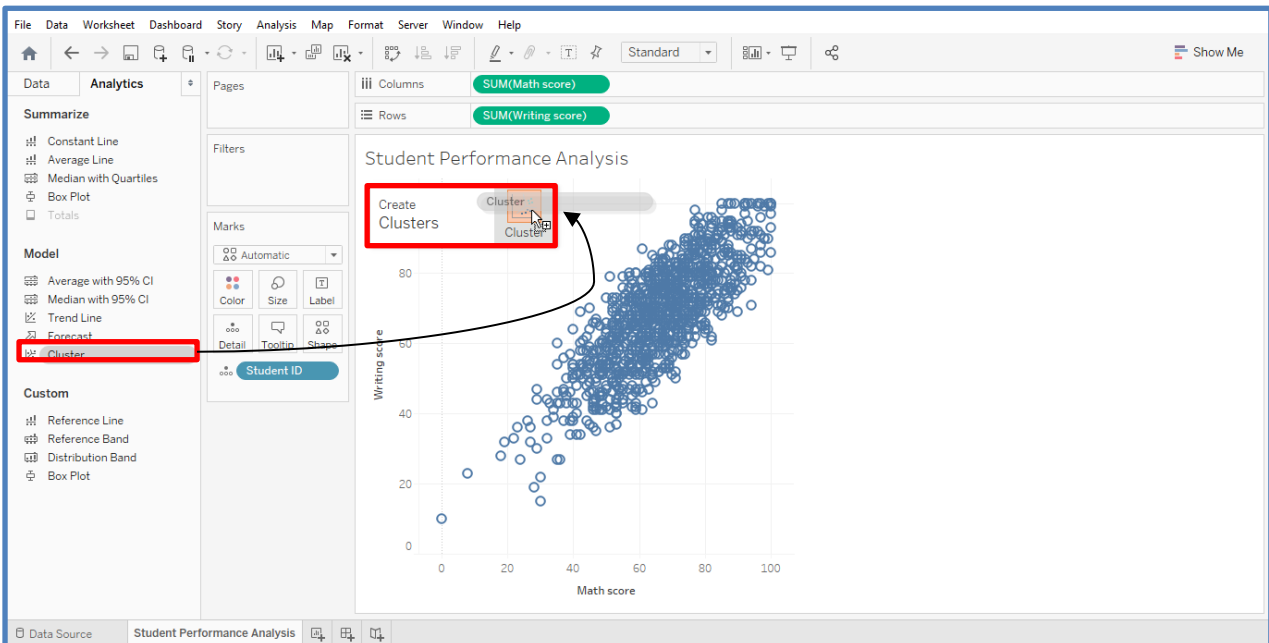 File Data Worksheet Dashboard Story Analysis Map Format Server Window Help
Standard
Show Me
Data Analytics
Summarize
Constant Line
Average Line
Median with Quartiles
Box Plot
Totals
Model
Average with 95% CI
Median with 95% CI
Trend Line
Forecast
Cluster
Custom
Reference Line
Reference Band
Distribution Band
Box Plot
Pages
Filters
Marks
Automatic
Color Size Label
Detail Tooltip Shape
Student ID
Columns SUM(Math score)
Rows SUM(Writing score)
Student Performance Analysis
Create
Clusters
Cluster
Cluster
Writing score
80
60
40
20
0
0 20 40 60 80 100
Math score
Data Source Student Performance Analysis